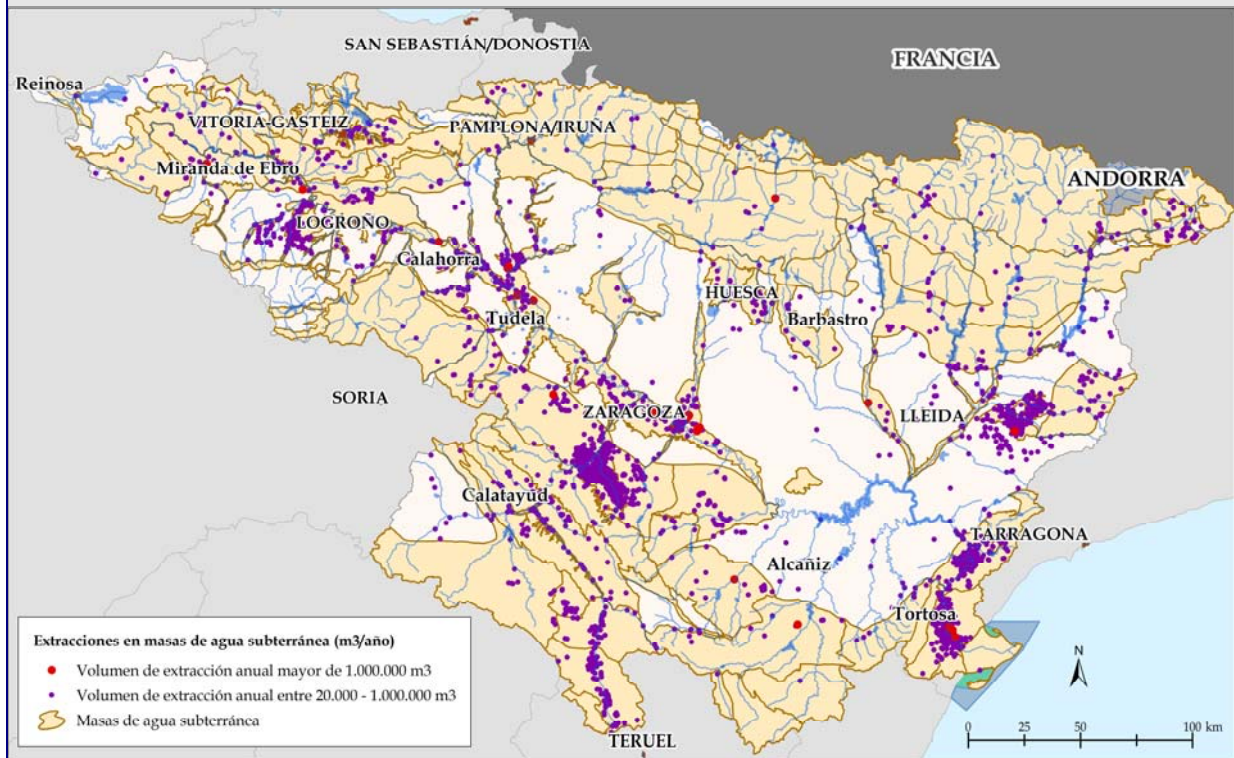 SAN SEBASTIÁN/DONOSTIA
FRANCIA
Reinosa
VITORIA-GASTEIZ
PAMPLONA/IRUÑA
Miranda de Ebro
ANDORRA
LOGROÑO
Calahorra
HUESCA
Barbastro
Tudela
SORIA
ZARAGOZA
LLEIDA
Calatayud
TARRAGONA
Alcañiz
Tortosa
Extracciones en masas de agua subterránea (m3/año)
Volumen de extracción anual mayor de 1.000.000 m3
Volumen de extracción anual entre 20.000 - 1.000.000 m3
Masas de agua subterránea
TERUEL
N
0 50 100 km